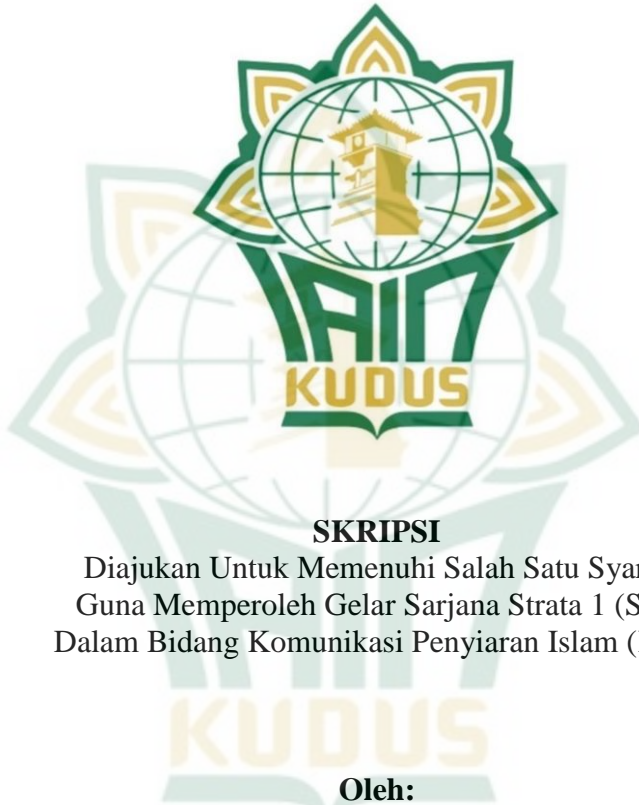 IAIN
KUDUS
SKRIPSI
Diajukan Untuk Memenuhi Salah Satu
Guna Memperoleh Gelar Sarjana Strata 1
Dalam Bidang Komunikasi Penyiaran Islam
KUDUS
Oleh: